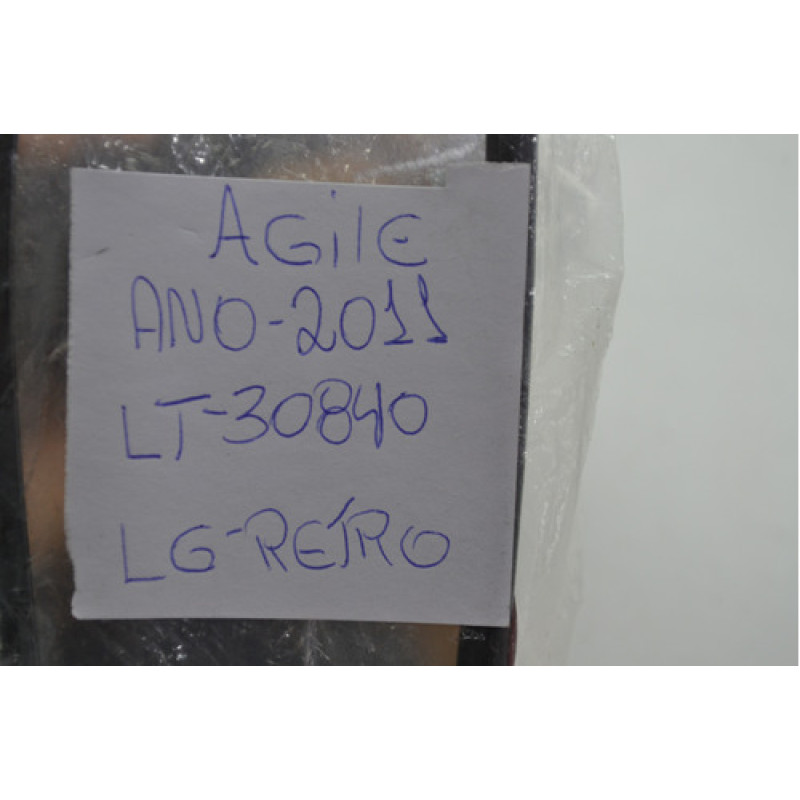 AGilE
ANO-2011
LT-30840
LG-RETRO